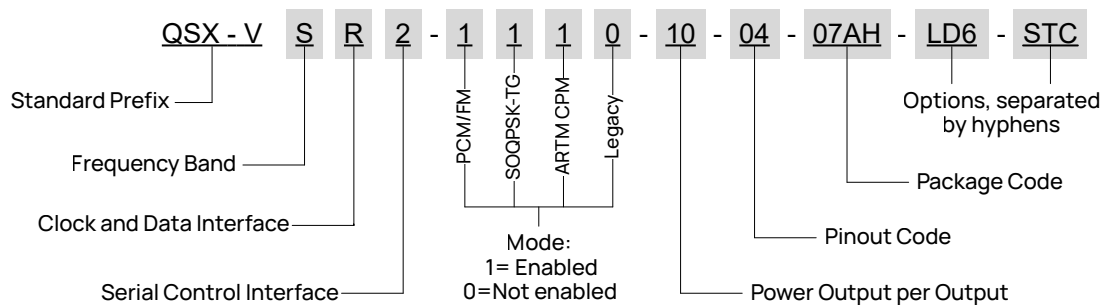 QSX - V S R 2 - 1 1 1 0 - 10 - 04 - 07AH - LD6 - STC
Standard Prefix
Frequency Band
Clock and Data Interface
Serial Control Interface
PCM/FM
SOQPSK-TG
ARTM CPM
Legacy
Mode:
1= Enabled
0=Not enabled
Options, separated
by hyphens
Package Code
Pinout Code
Power Output per Output